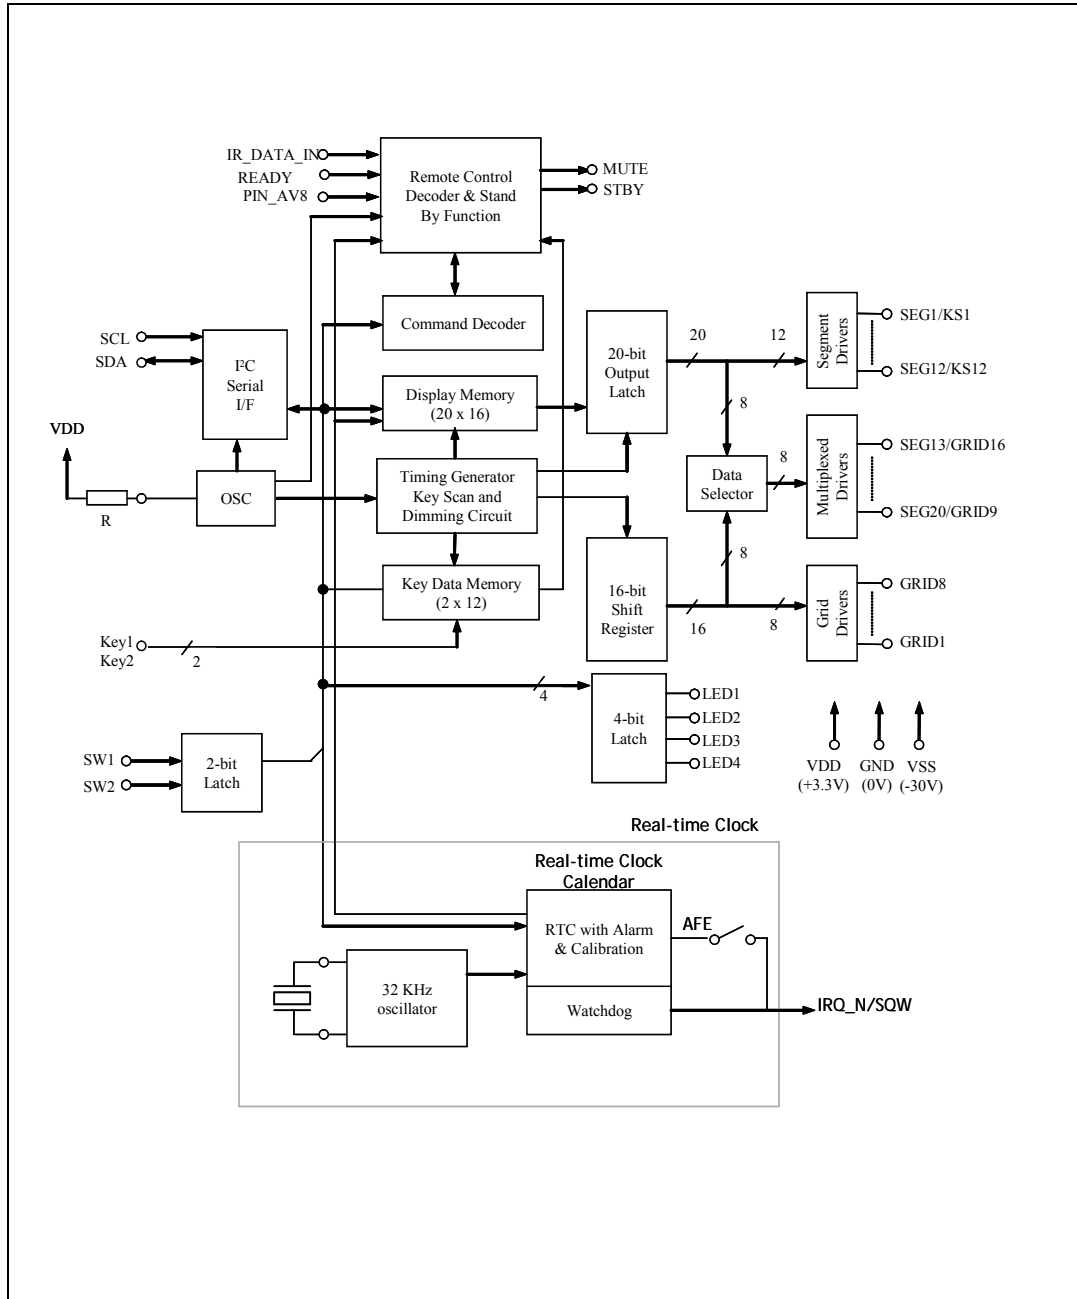 IR_DATA_IN
READY
PIN_AV8
Remote Control
Decoder & Stand
By Function
MUTE
STBY
Command Decoder
SCL
SDA
I²C
Serial
I/F
Display Memory
(20 x 16)
20-bit
Output
Latch
20
12
8
Segment
Drivers
SEG1/KS1
SEG12/KS12
VDD
R
OSC
Timing Generator
Key Scan and
Dimming Circuit
Data
Selector
8
Multiplexed
Drivers
SEG13/GRID16
SEG20/GRID9
Key Data Memory
(2 x 12)
16-bit
Shift
Register
8
16
8
Grid
Drivers
GRID8
GRID1
Key1
Key2
2
4
4-bit
Latch
LED1
LED2
LED3
LED4
SW1
SW2
2-bit
Latch
VDD
(+3.3V)
GND
(0V)
VSS
(-30V)
Real-time Clock
Real-time Clock
Calendar
RTC with Alarm
& Calibration
AFE
32 KHz
oscillator
Watchdog
IRQ_N/SQW